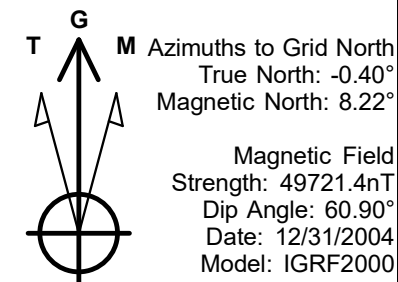 G
T M
Azimuths to Grid North
True North: -0.40°
Magnetic North: 8.22°
Magnetic Field
Strength: 49721.4nT
Dip Angle: 60.90°
Date: 12/31/2004
Model: IGRF2000